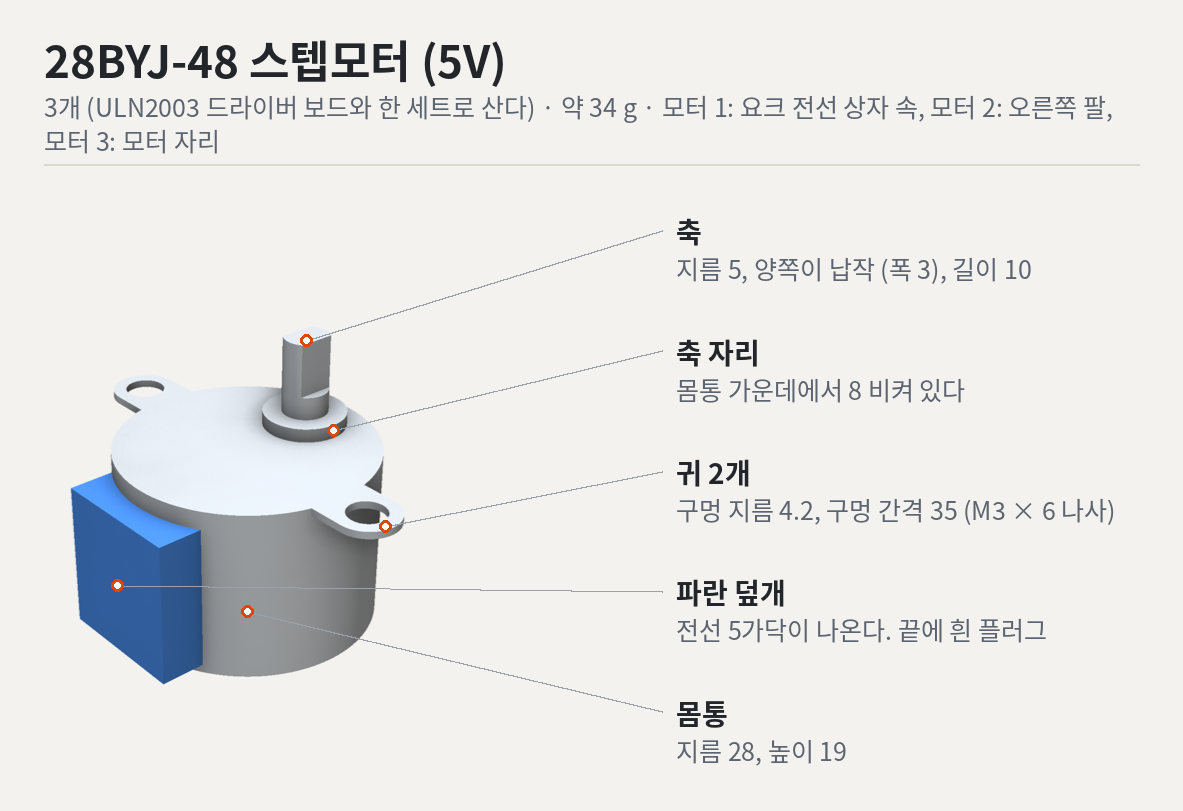 28BYJ-48 스텝모터 (5V)
3개 (ULN2003 드라이버 보드와 한 세트로 산다) · 약 34 g · 모터 1: 요크 전선 상자 속, 모터 2: 오른쪽 팔,
모터 3: 모터 자리
축
지름 5, 양쪽이 납작 (폭 3), 길이 10
축 자리
몸통 가운데에서 8 비켜 있다
귀 2개
구멍 지름 4.2, 구멍 간격 35 (M3 × 6 나사)
파란 덮개
전선 5가닥이 나온다. 끝에 흰 플러그
몸통
지름 28, 높이 19